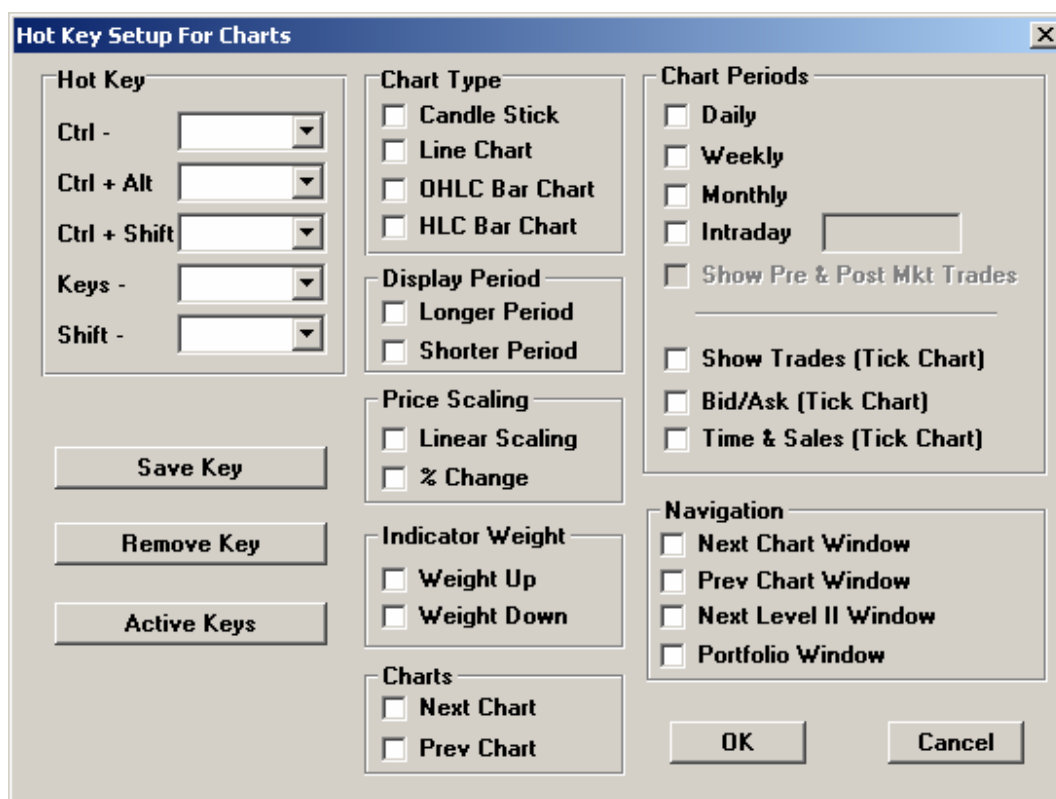 Hot Key Setup For Charts
Hot Key
Ctrl -
Ctrl + Alt
Ctrl + Shift
Keys -
Shift -
Save Key
Remove Key
Active Keys
Chart Type
Candle Stick
Line Chart
OHLC Bar Chart
HLC Bar Chart
Display Period
Longer Period
Shorter Period
Price Scaling
Linear Scaling
% Change
Indicator Weight
Weight Up
Weight Down
Charts
Next Chart
Prev Chart
Chart Periods
Daily
Weekly
Monthly
Intraday
Show Pre & Post Mkt Trades
Show Trades (Tick Chart)
Bid/Ask (Tick Chart)
Time & Sales (Tick Chart)
Navigation
Next Chart Window
Prev Chart Window
Next Level II Window
Portfolio Window
OK
Cancel